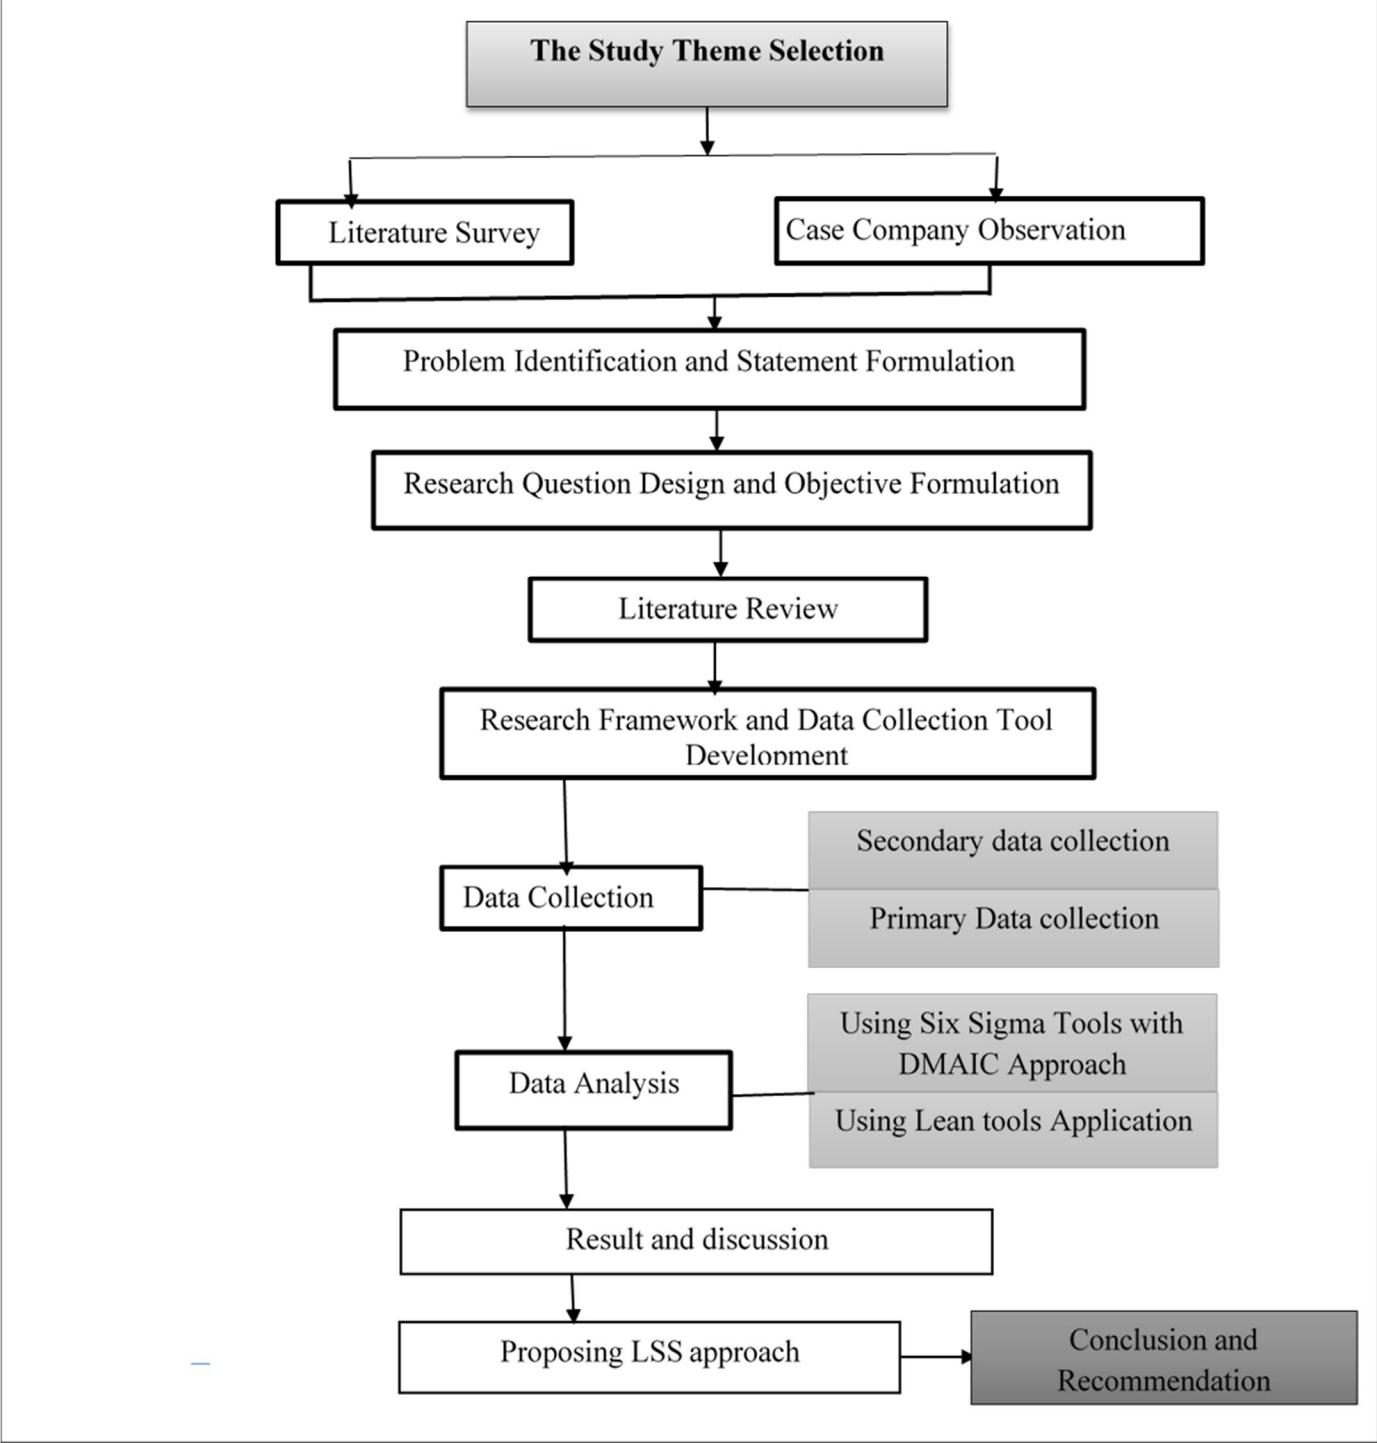 The Study Theme Selection
Literature Survey
Case Company Observation
Problem Identification and Statement Formulation
Research Question Design and Objective Formulation
Literature Review
Research Framework and Data Collection Tool
Development
Secondary data collection
Data Collection
Primary Data collection
Using Six Sigma Tools with
DMAIC Approach
Data Analysis
Using Lean tools Application
Result and discussion
Proposing LSS approach
Conclusion and
Recommendation